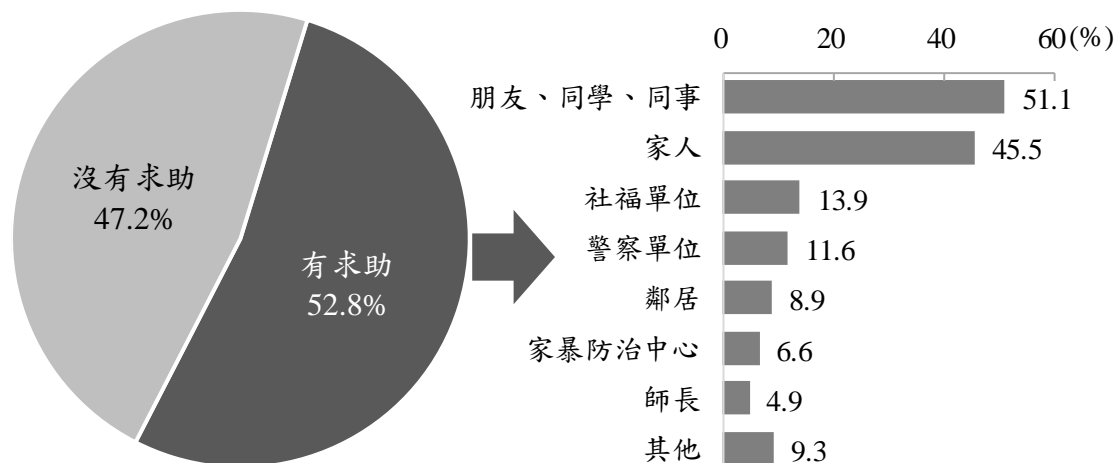 0 20 40 60(%)
朋友、同學、同事 51.1
家人 45.5
社福單位 13.9
警察單位 11.6
鄰居 8.9
家暴防治中心 6.6
師長 4.9
其他 9.3
沒有求助
47.2%
有求助
52.8%